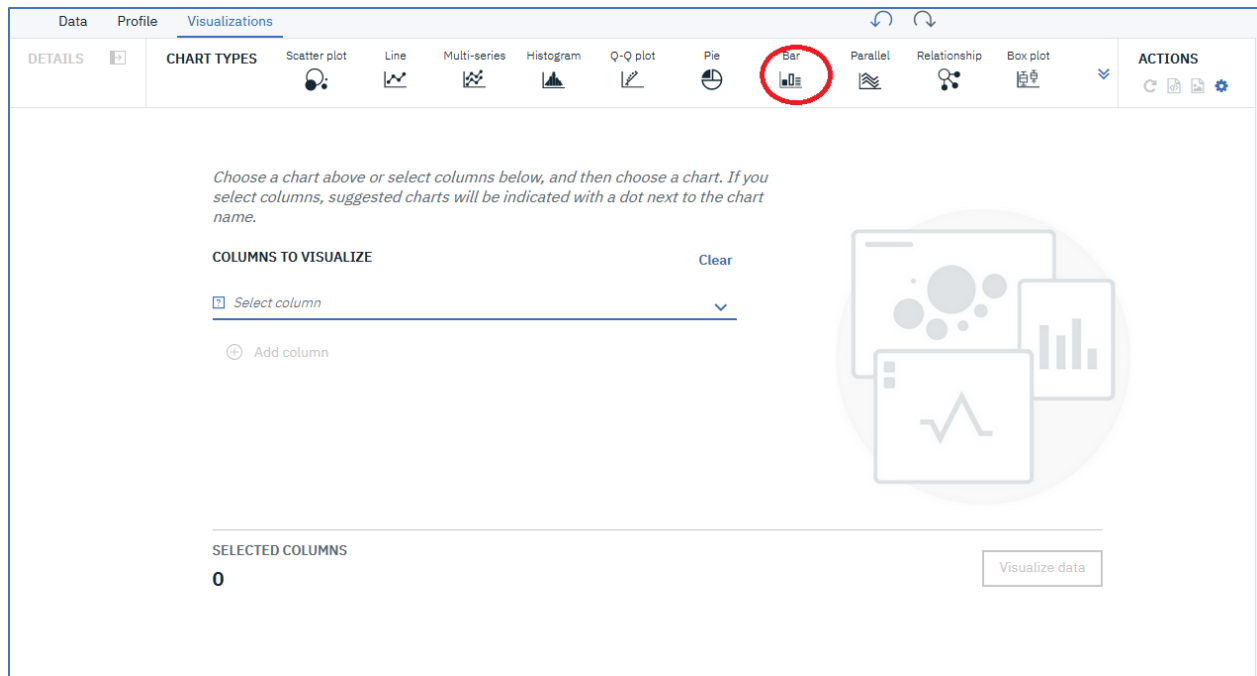 Data Profile Visualizations
DETAILS CHART TYPES Scatter plot Line Multi-series Histogram Q-Q plot Pie Bar Parallel Relationship Box plot ACTIONS
Choose a chart above or select columns below, and then choose a chart. If you
select columns, suggested charts will be indicated with a dot next to the chart
name.
COLUMNS TO VISUALIZE Clear
? Select column
Add column
SELECTED COLUMNS
0
Visualize data